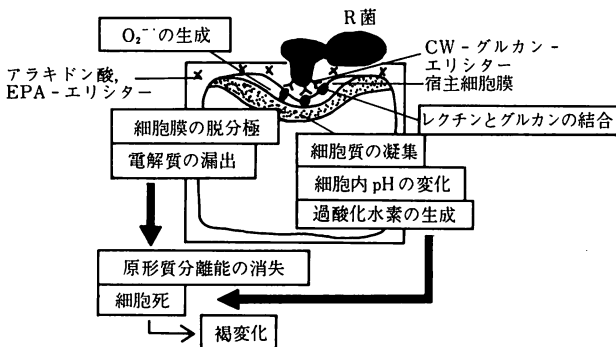 R菌
O₂⁻˙の生成
CW-グルカン-
エリシター
アラキドン酸,
EPA-エリシター
宿主細胞膜
レクチンとグルカンの結合
細胞膜の脱分極
電解質の漏出
細胞質の凝集
細胞内pHの変化
過酸化水素の生成
原形質分離能の消失
細胞死
褐変化